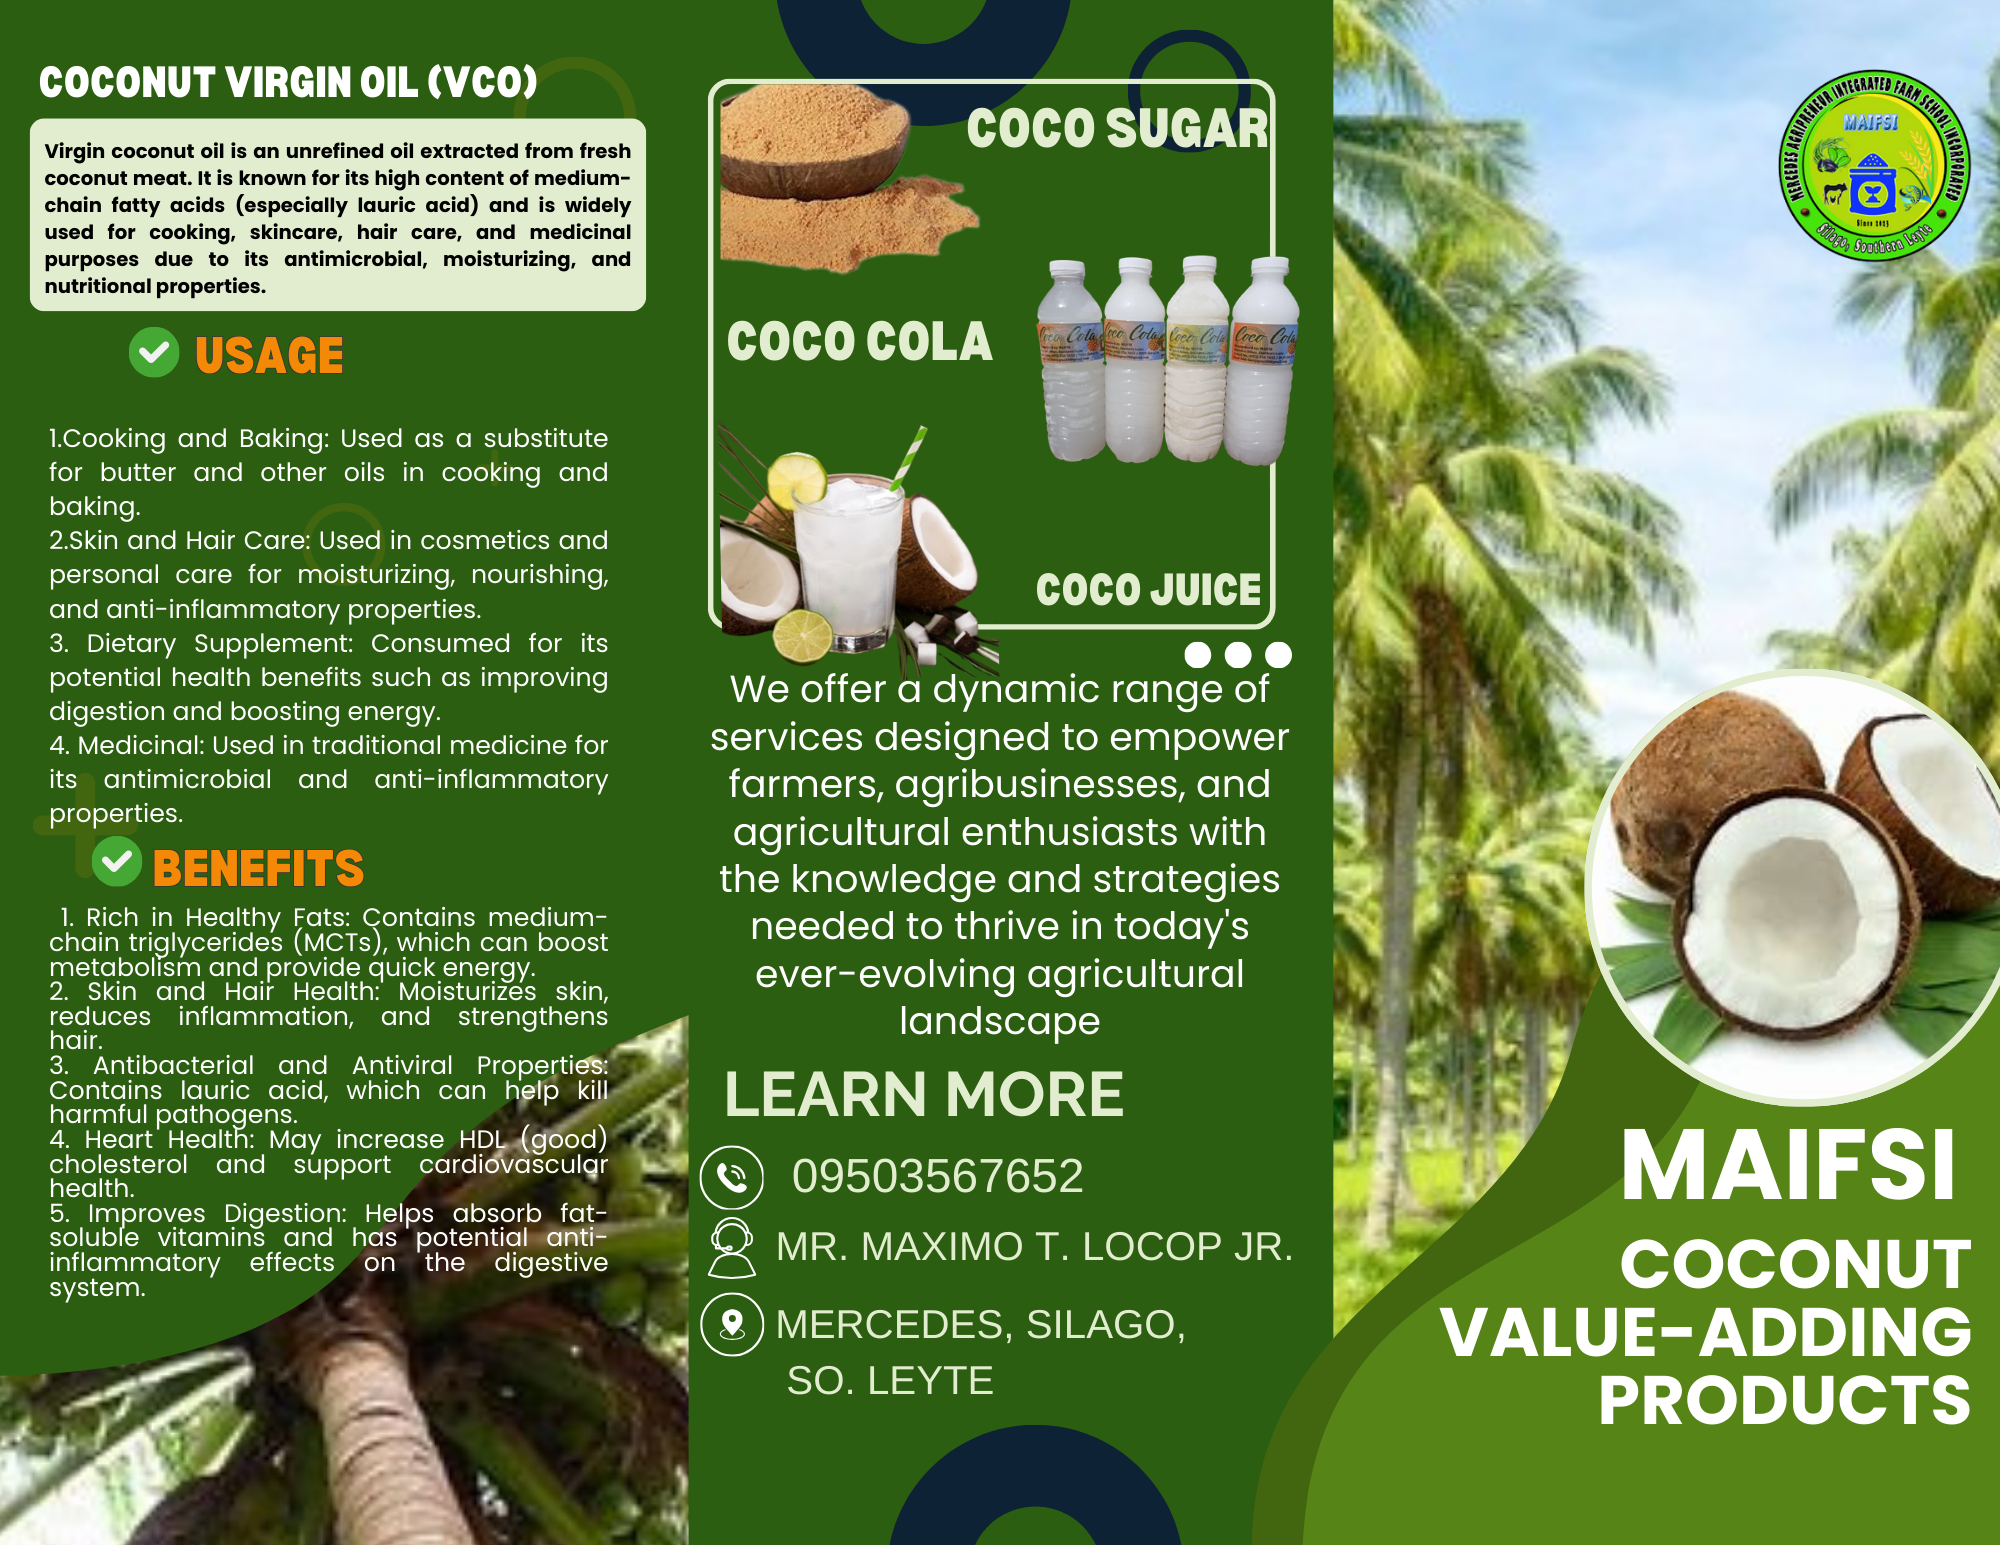 COCONUT VIRGIN OIL (VCO)
Virgin coconut oil is an unrefined oil extracted from fresh
coconut meat. It is known for its high content of medium-
chain fatty acids (especially lauric acid) and is widely
used for cooking, skincare, hair care, and medicinal
purposes due to its antimicrobial, moisturizing, and
nutritional properties.
USAGE
1.Cooking and Baking: Used as a substitute
for butter and other oils in cooking and
baking.
2.Skin and Hair Care: Used in cosmetics and
personal care for moisturizing, nourishing,
and anti-inflammatory properties.
3. Dietary Supplement: Consumed for its
potential health benefits such as improving
digestion and boosting energy.
4. Medicinal: Used in traditional medicine for
its antimicrobial and anti-inflammatory
properties.
BENEFITS
1. Rich in Healthy Fats: Contains medium-
chain triglycerides (MCTs), which can boost
metabolism and provide quick energy.
2. Skin and Hair Health: Moisturizes skin,
reduces inflammation, and strengthens
hair.
3. Antibacterial and Antiviral Properties:
Contains lauric acid, which can help kill
harmful pathogens.
4. Heart Health: May increase HDL (good)
cholesterol and support cardiovascular
health.
5. Improves Digestion: Helps absorb fat-
soluble vitamins and has potential anti-
inflammatory effects on the digestive
system.
COCO SUGAR
COCO COLA
Coco Cola
Coco Cola
Coco Cola
Coco Cola
COCO JUICE
We offer a dynamic range of
services designed to empower
farmers, agribusinesses, and
agricultural enthusiasts with
the knowledge and strategies
needed to thrive in today's
ever-evolving agricultural
landscape
LEARN MORE
09503567652
MR. MAXIMO T. LOCOP JR.
MERCEDES, SILAGO,
SO. LEYTE
MERCEDES AGRIPRENEUR INTEGRATED FARM SCHOOL INCORPORATED
MAIFSI
Since 2023
Silago, Southern Leyte
MAIFSI
COCONUT
VALUE-ADDING
PRODUCTS